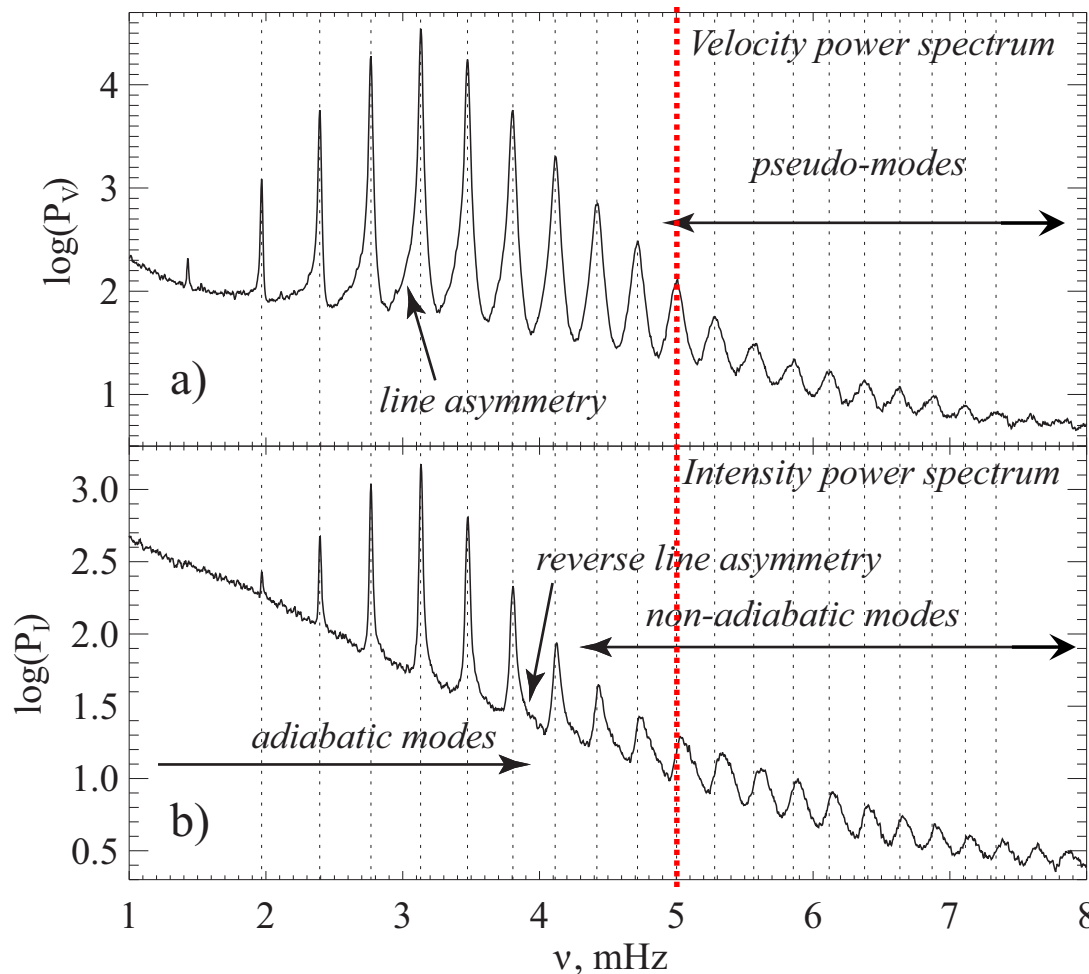 Velocity power spectrum
pseudo-modes
line asymmetry
a)
log(P_V)
4
3
2
1
Intensity power spectrum
reverse line asymmetry
non-adiabatic modes
adiabatic modes
b)
log(P_I)
3.0
2.5
2.0
1.5
1.0
0.5
1 2 3 4 5 6 7 8
ν, mHz